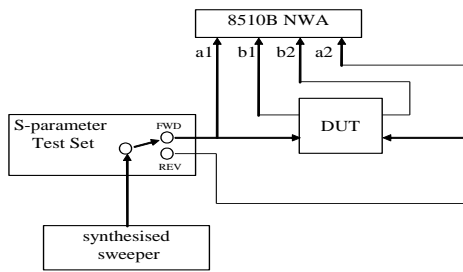 8510B NWA
a1 b1 b2 a2
S-parameter
Test Set
FWD
REV
DUT
synthesised
sweeper